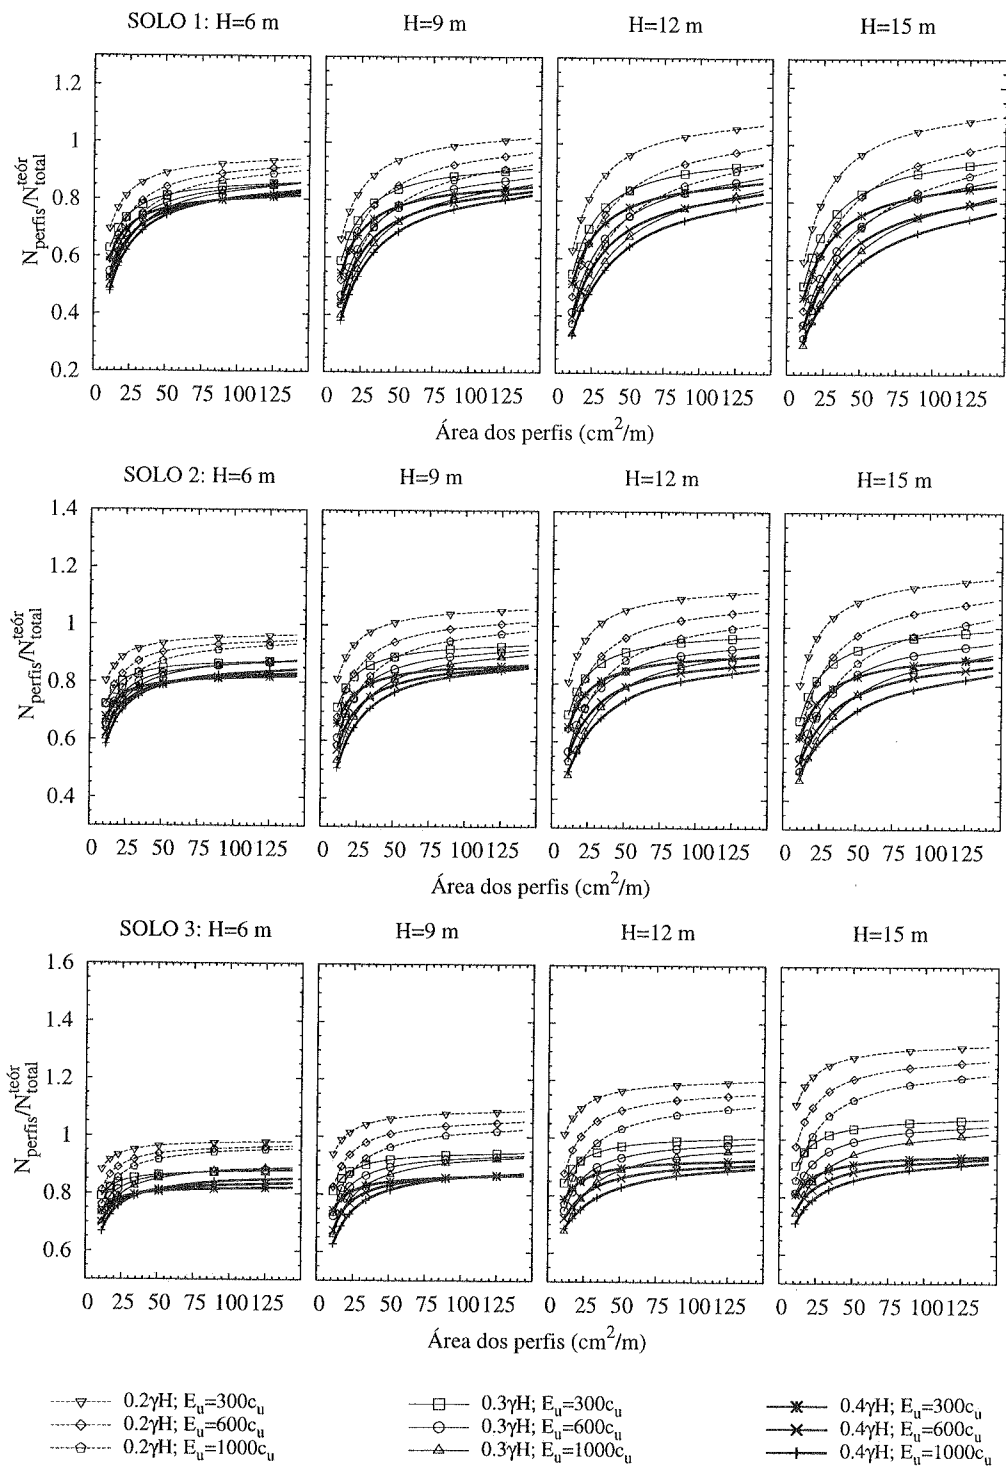 SOLO 1: H=6 m H=9 m H=12 m H=15 m
1.2
1
0.8
0.6
0.4
0.2
N_perfis/N_total^teór
0 25 50 75 100 125 0 25 50 75 100 125 0 25 50 75 100 125 0 25 50 75 100 125
Área dos perfis (cm²/m)
SOLO 2: H=6 m H=9 m H=12 m H=15 m
1.4
1.2
1
0.8
0.6
0.4
N_perfis/N_total^teór
0 25 50 75 100 125 0 25 50 75 100 125 0 25 50 75 100 125 0 25 50 75 100 125
Área dos perfis (cm²/m)
SOLO 3: H=6 m H=9 m H=12 m H=15 m
1.6
1.4
1.2
1
0.8
0.6
N_perfis/N_total^teór
0 25 50 75 100 125 0 25 50 75 100 125 0 25 50 75 100 125 0 25 50 75 100 125
Área dos perfis (cm²/m)
0.2γH; E_u=300c_u 0.3γH; E_u=300c_u 0.4γH; E_u=300c_u
0.2γH; E_u=600c_u 0.3γH; E_u=600c_u 0.4γH; E_u=600c_u
0.2γH; E_u=1000c_u 0.3γH; E_u=1000c_u 0.4γH; E_u=1000c_u